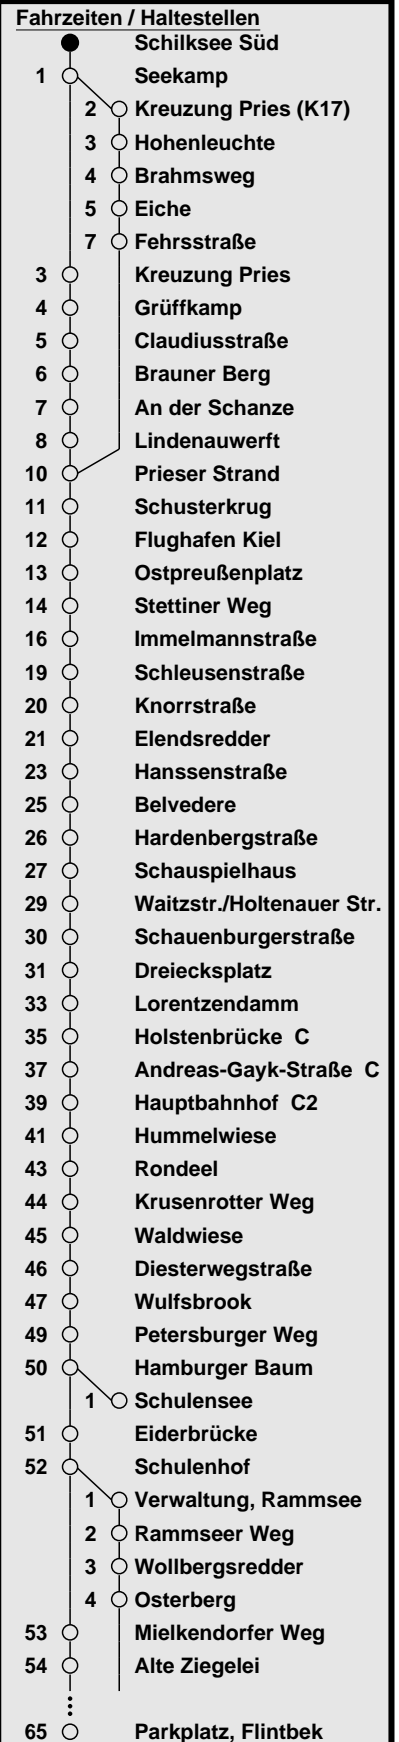 Fahrzeiten / Haltestellen
Schilksee Süd
1 Seekamp
2 Kreuzung Pries (K17)
3 Hohenleuchte
4 Brahmsweg
5 Eiche
7 Fehrsstraße
3 Kreuzung Pries
4 Grüffkamp
5 Claudiusstraße
6 Brauner Berg
7 An der Schanze
8 Lindenauwerft
10 Prieser Strand
11 Schusterkrug
12 Flughafen Kiel
13 Ostpreußenplatz
14 Stettiner Weg
16 Immelmannstraße
19 Schleusenstraße
20 Knorrstraße
21 Elendsredder
23 Hanssenstraße
25 Belvedere
26 Hardenbergstraße
27 Schauspielhaus
29 Waitzstr./Holtenauer Str.
30 Schauenburgerstraße
31 Dreiecksplatz
33 Lorentzendamm
35 Holstenbrücke C
37 Andreas-Gayk-Straße C
39 Hauptbahnhof C2
41 Hummelwiese
43 Rondeel
44 Krusenrotter Weg
45 Waldwiese
46 Diesterwegstraße
47 Wulfsbrook
49 Petersburger Weg
50 Hamburger Baum
1 Schulensee
51 Eiderbrücke
52 Schulenhof
1 Verwaltung, Rammsee
2 Rammseer Weg
3 Wollbergsredder
4 Osterberg
53 Mielkendorfer Weg
54 Alte Ziegelei
65 Parkplatz, Flintbek